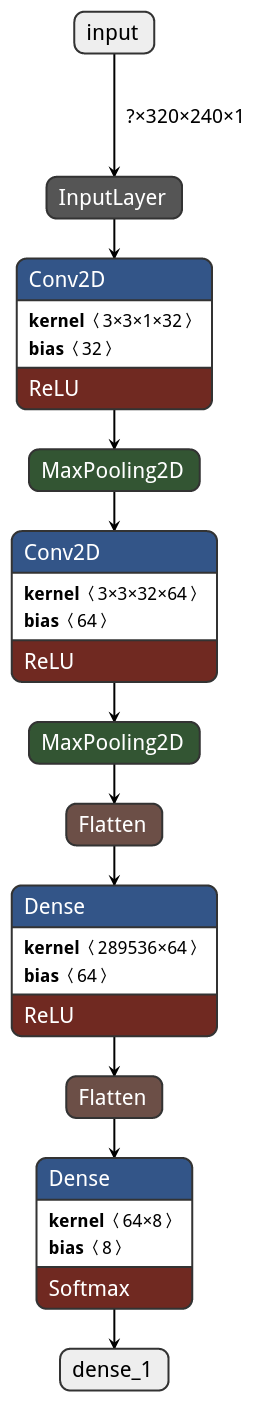 input
?×320×240×1
InputLayer
Conv2D
kernel 〈3×3×1×32〉
bias 〈32〉
ReLU
MaxPooling2D
Conv2D
kernel 〈3×3×32×64〉
bias 〈64〉
ReLU
MaxPooling2D
Flatten
Dense
kernel 〈289536×64〉
bias 〈64〉
ReLU
Flatten
Dense
kernel 〈64×8〉
bias 〈8〉
Softmax
dense_1